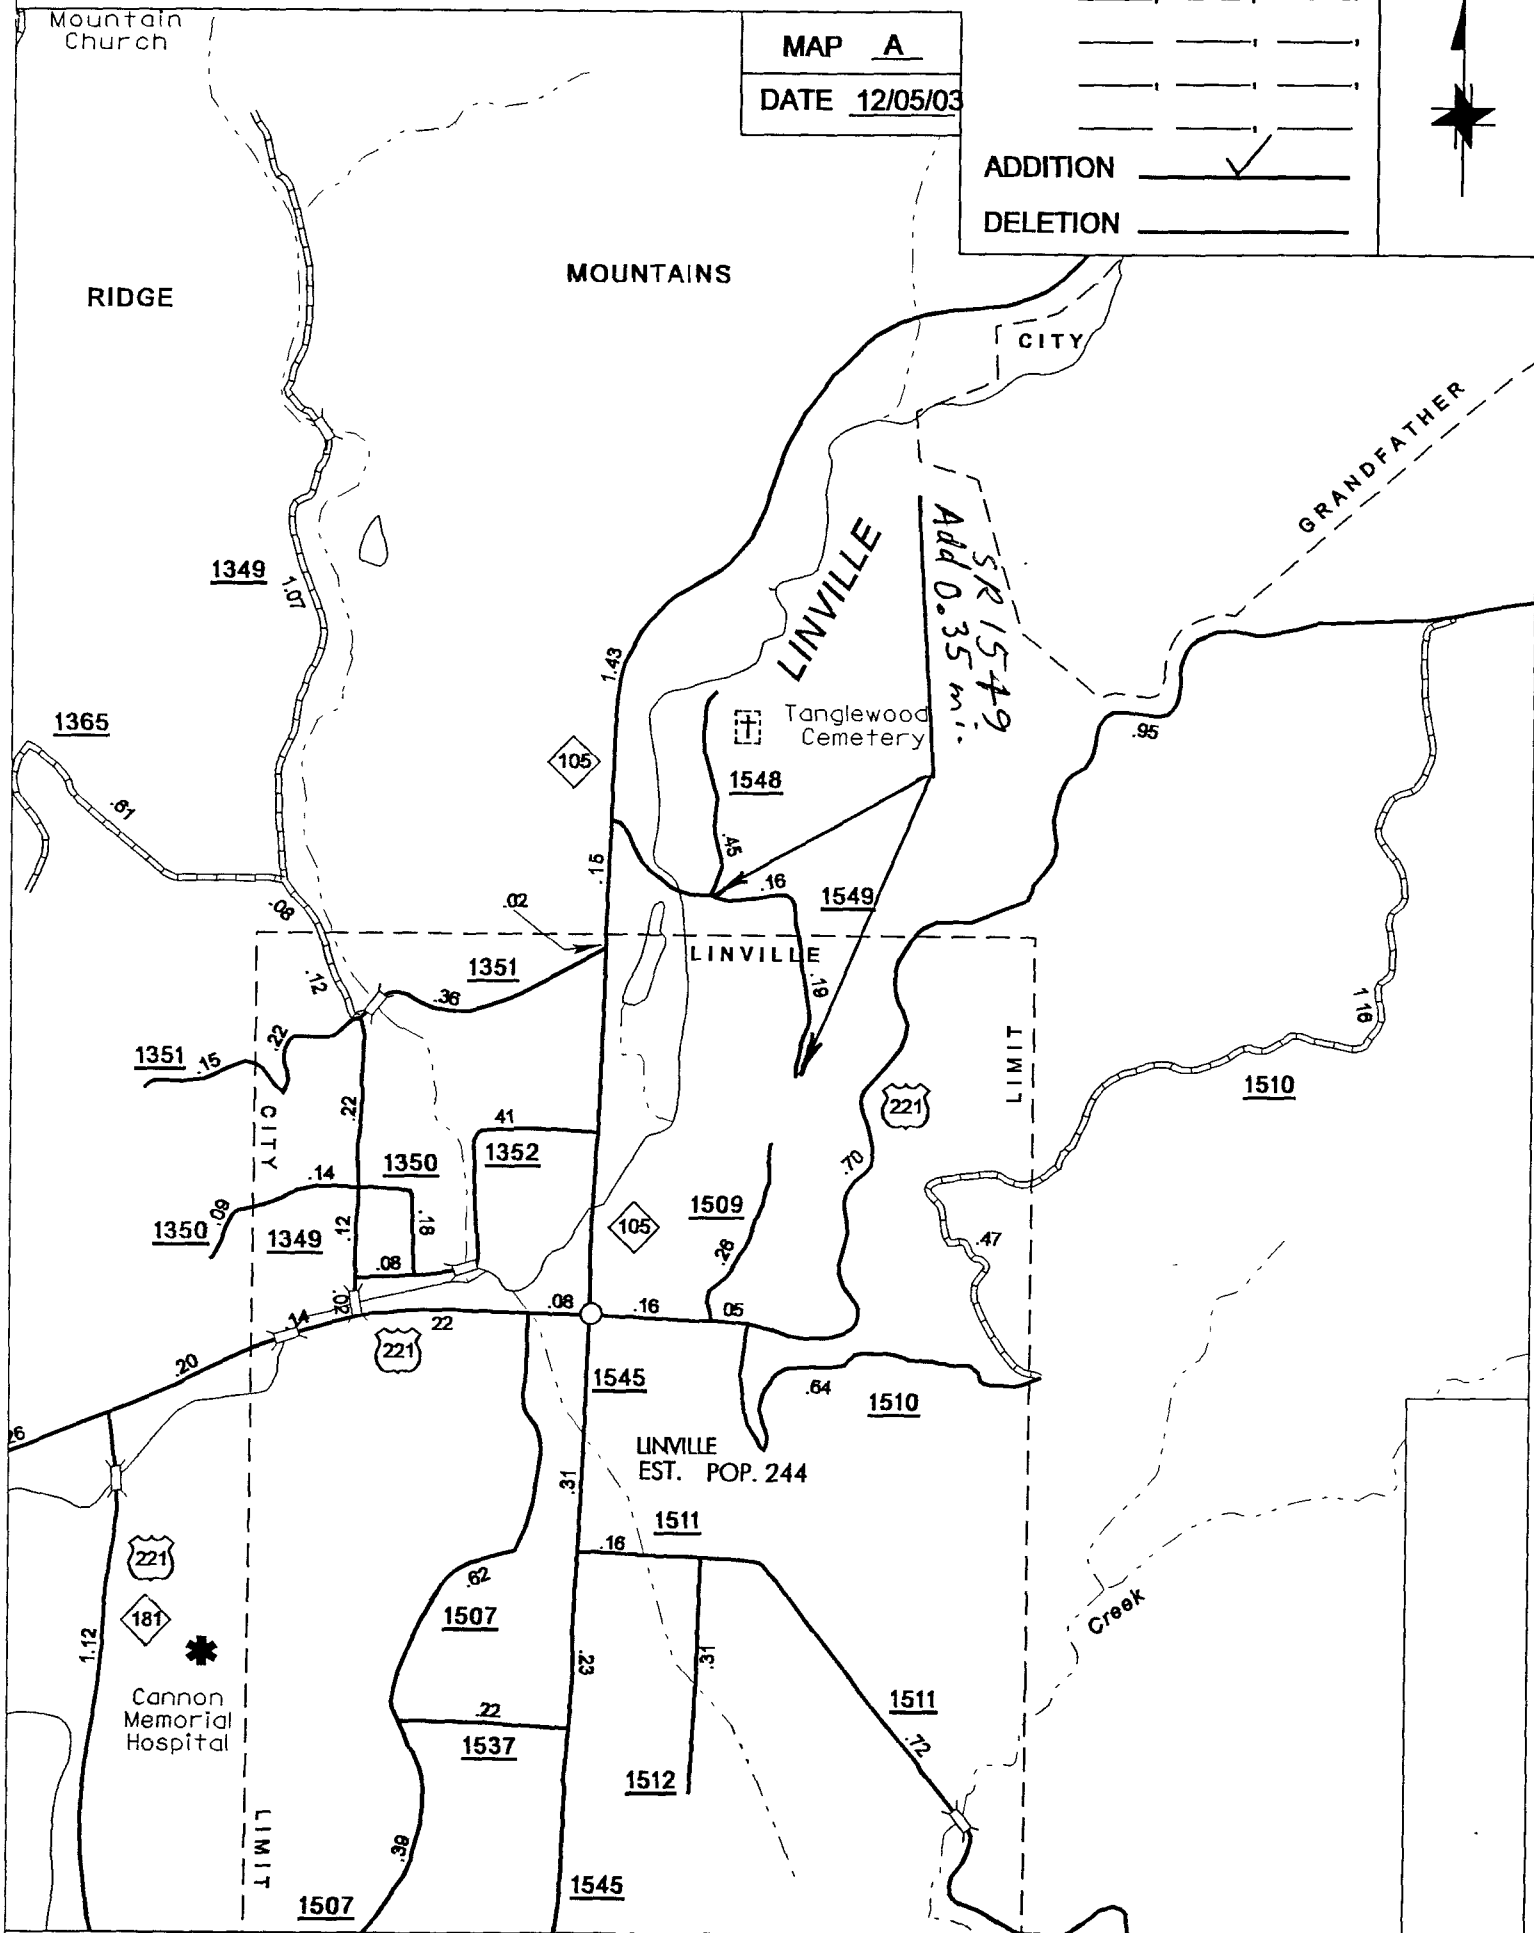 Mountain
Church
MAP A
DATE 12/05/03
ADDITION ✓
DELETION
RIDGE
MOUNTAINS
CITY
GRANDFATHER
LINVILLE
SR 1549
Add 0.35 mi.
1349
1.07
1.43
1365
.61
105
Tanglewood
Cemetery
.95
1548
.45
.15
.16
1549
.08
.02
LINVILLE
.12
1351
.36
.19
1.16
.22
1351
.15
LIMIT
1510
221
CITY
.22
41
1352
.70
1350
.14
1509
.09
1350
1349
.12
.18
105
.28
.47
.08
.02
.14
22
.08
.16
05
221
.20
1545
.64
1510
26
LINVILLE
EST. POP. 244
.31
1511
.16
221
.62
Creek
181
1507
1.12
.23
.31
Cannon
Memorial
Hospital
.22
1537
1511
.72
1512
LIMIT
.39
1507
1545